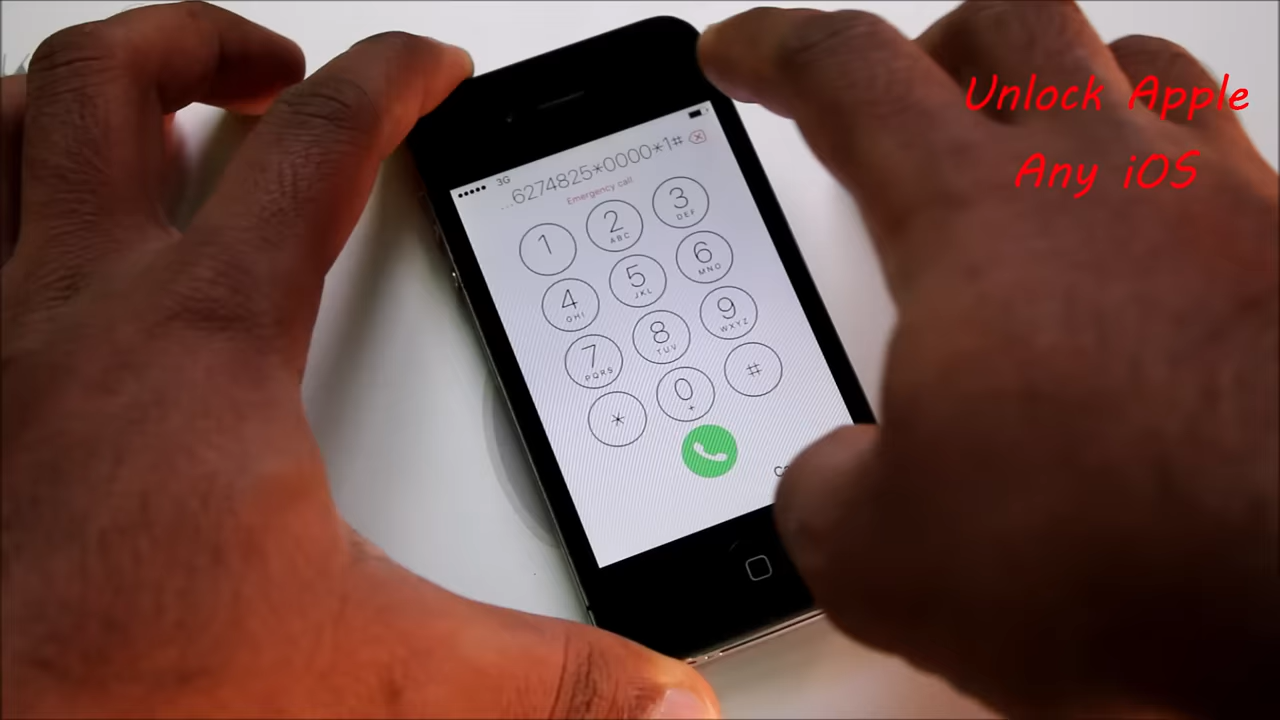 Unlock Apple
Any iOS
3G
...6274825*0000*1#
Emergency call
1
2
ABC
3
DEF
4
GHI
5
JKL
6
MNO
7
PQRS
8
TUV
9
WXYZ
*
0
+
#